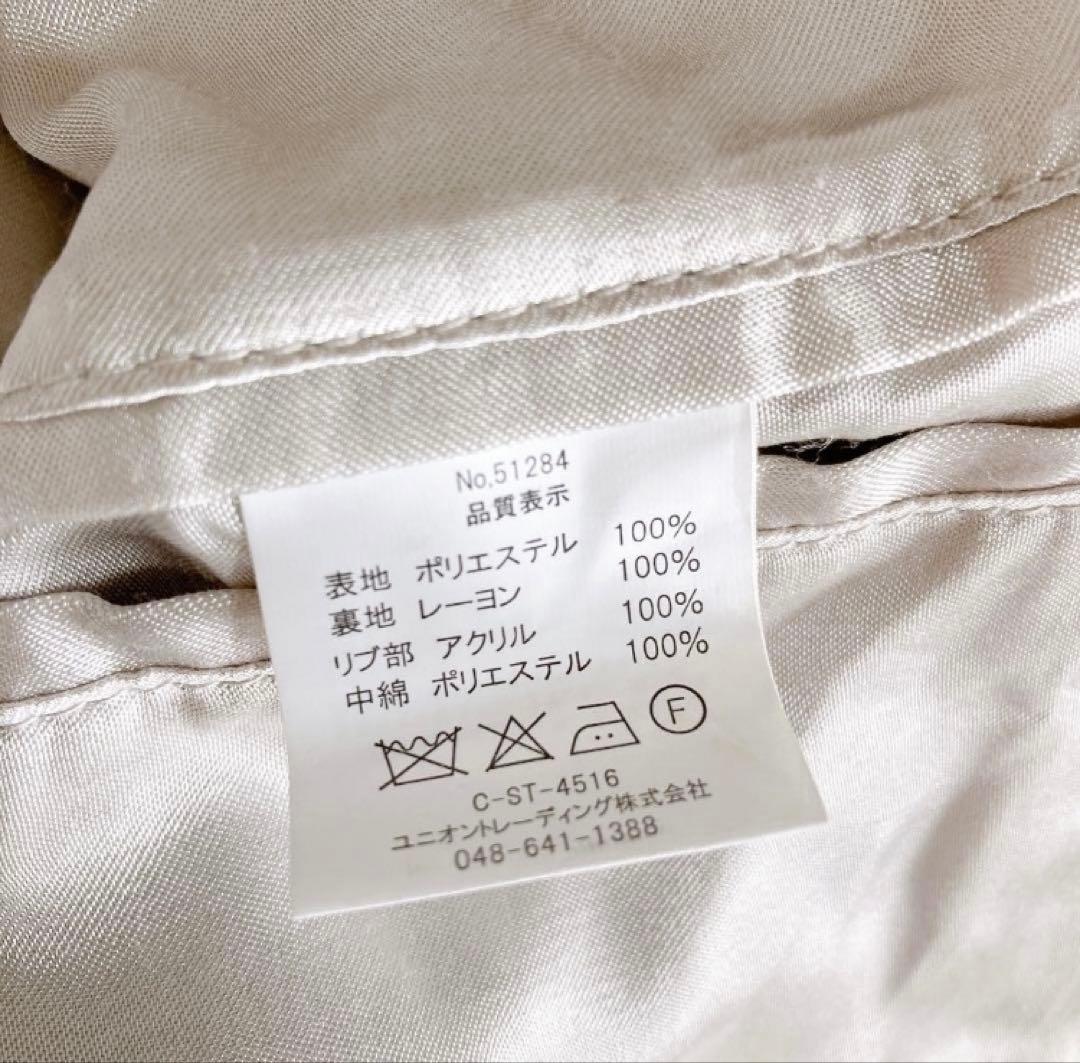 No.51284
品質表示
表地 ポリエステル 100%
裏地 レーヨン 100%
リブ部 アクリル 100%
中綿 ポリエステル 100%
F
C-ST-4516
ユニオントレーディング株式会社
048-641-1388